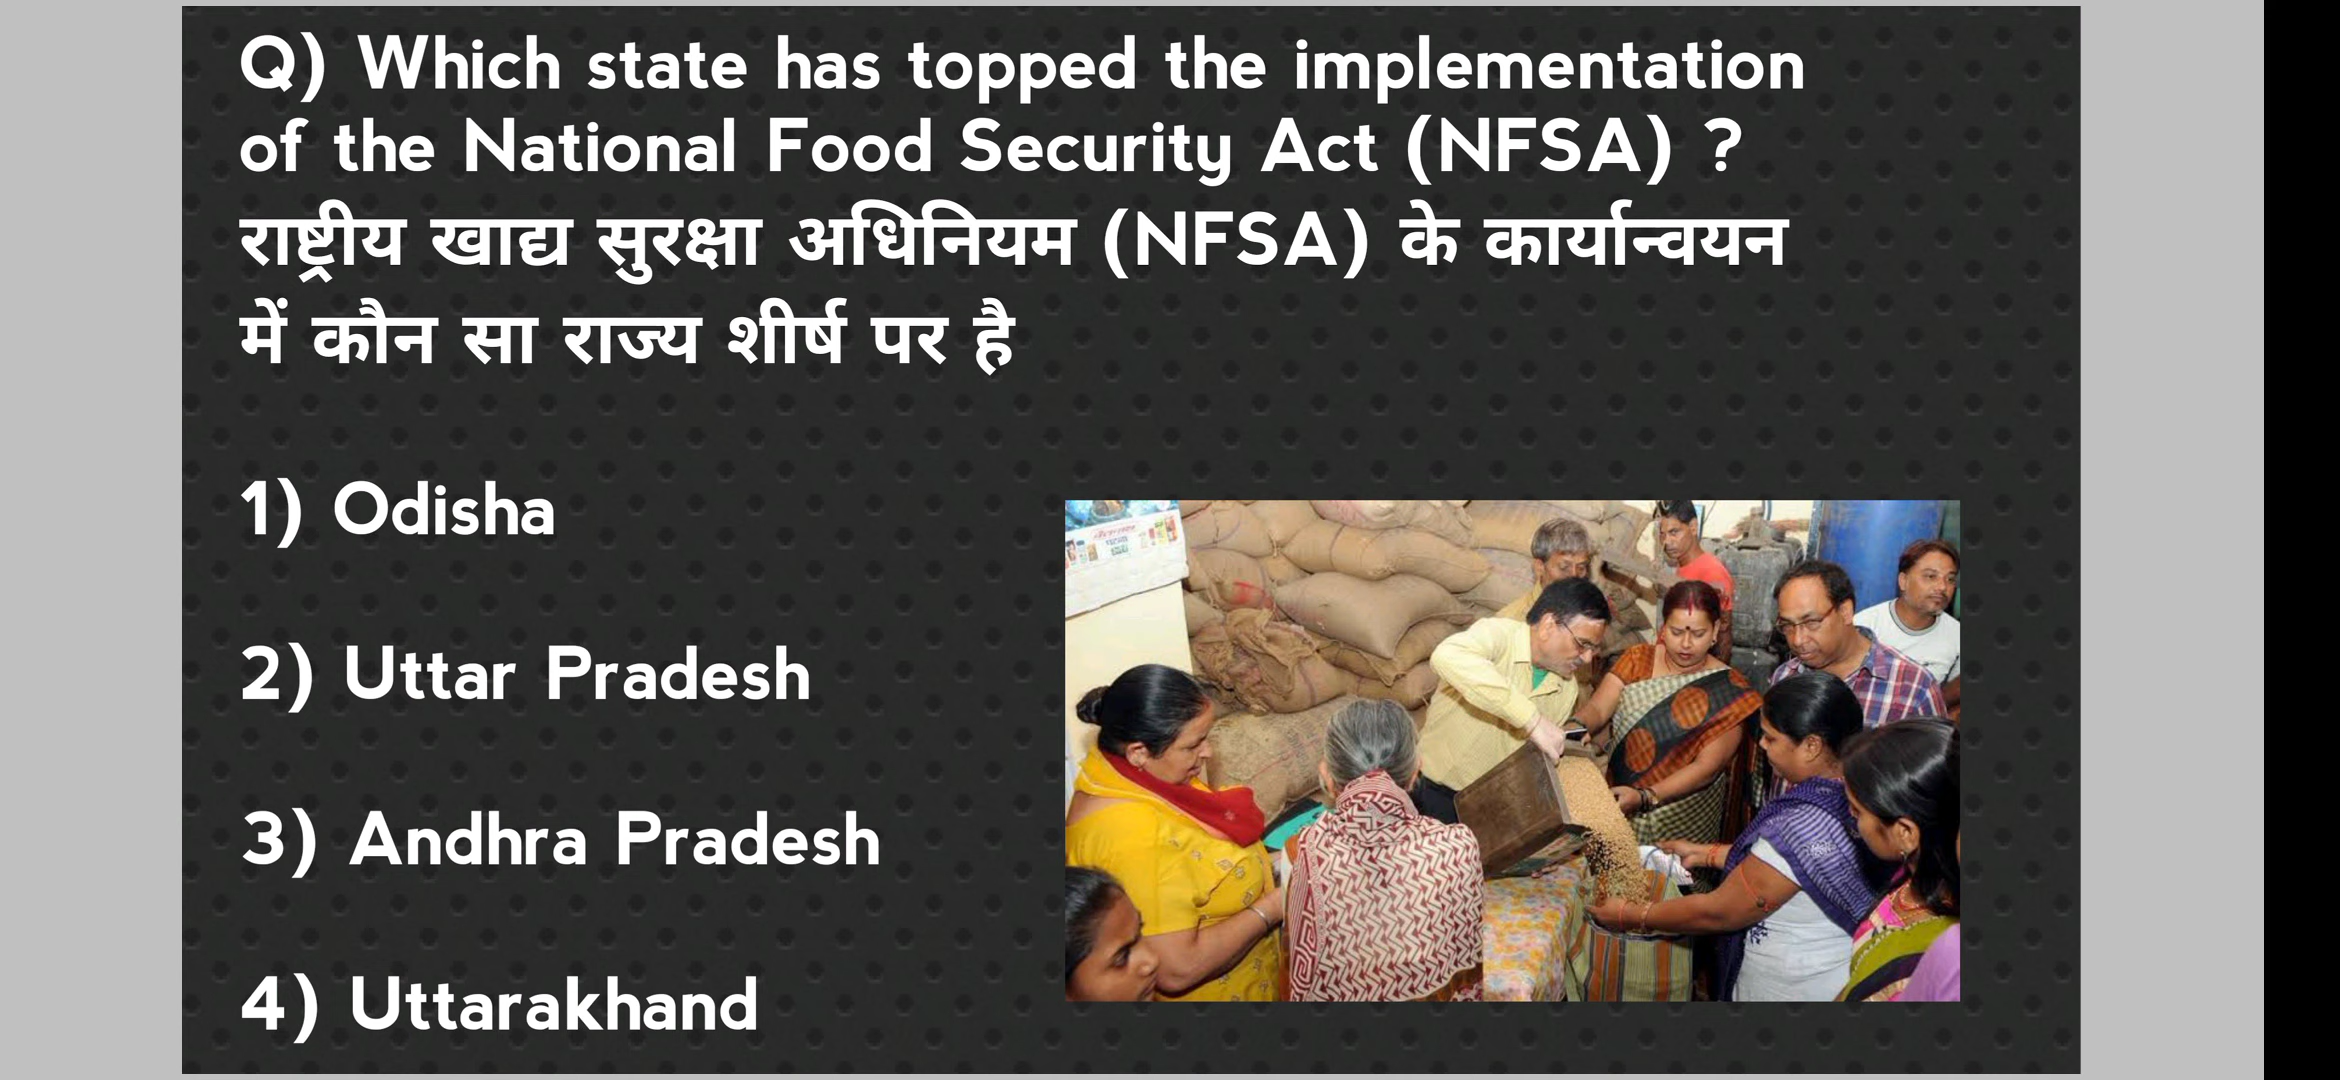 Q) Which state has topped the implementation
of the National Food Security Act (NFSA) ?
राष्ट्रीय खाद्य सुरक्षा अधिनियम (NFSA) के कार्यान्वयन
में कौन सा राज्य शीर्ष पर है
1) Odisha
2) Uttar Pradesh
3) Andhra Pradesh
4) Uttarakhand